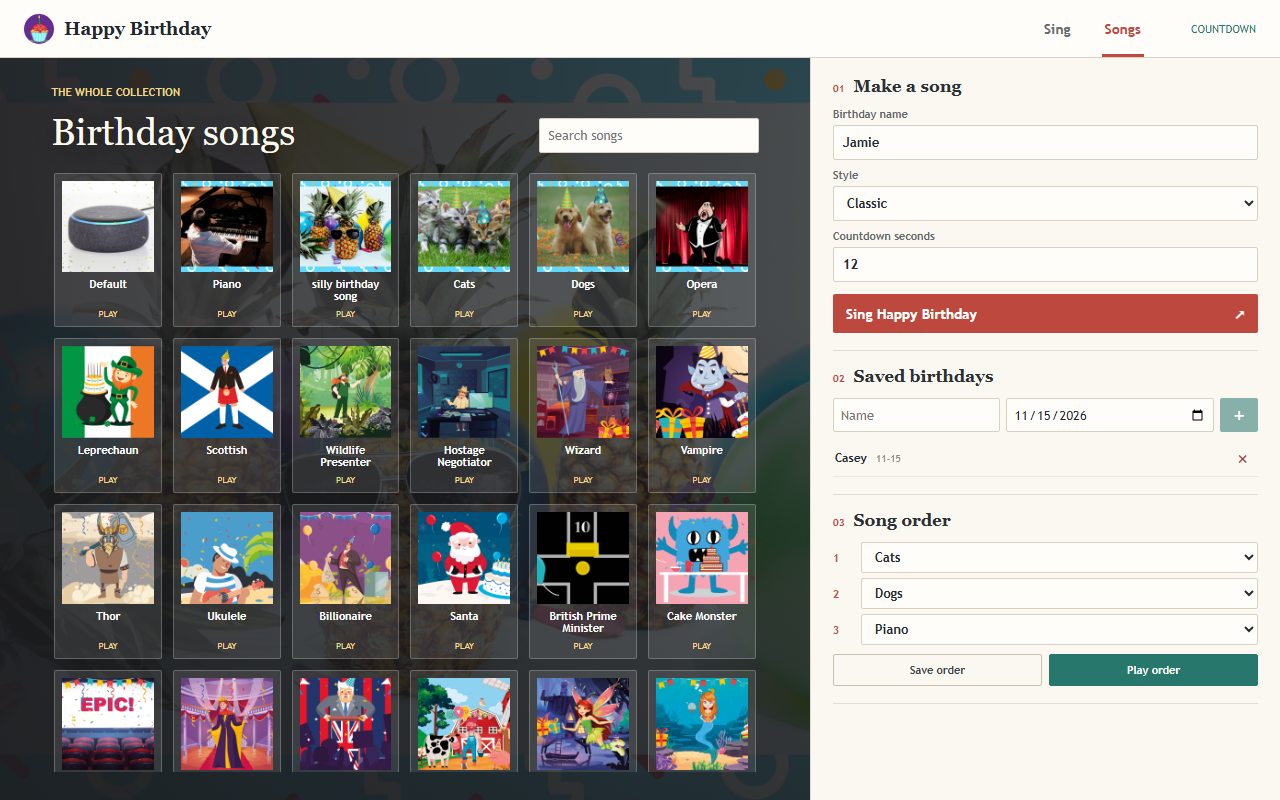 Happy Birthday
Sing
Songs
COUNTDOWN
THE WHOLE COLLECTION
Birthday songs
Search songs
Default
PLAY
Piano
PLAY
silly birthday
song
PLAY
Cats
PLAY
Dogs
PLAY
Opera
PLAY
Leprechaun
PLAY
Scottish
PLAY
Wildlife
Presenter
PLAY
Hostage
Negotiator
PLAY
Wizard
PLAY
Vampire
PLAY
Thor
PLAY
Ukulele
PLAY
Billionaire
PLAY
Santa
PLAY
10
British Prime
Minister
PLAY
Cake Monster
PLAY
EPIC!
01 Make a song
Birthday name
Jamie
Style
Classic
Countdown seconds
12
Sing Happy Birthday ↗
02 Saved birthdays
Name
11/15/2026
+
Casey 11-15 ×
03 Song order
1 Cats
2 Dogs
3 Piano
Save order
Play order